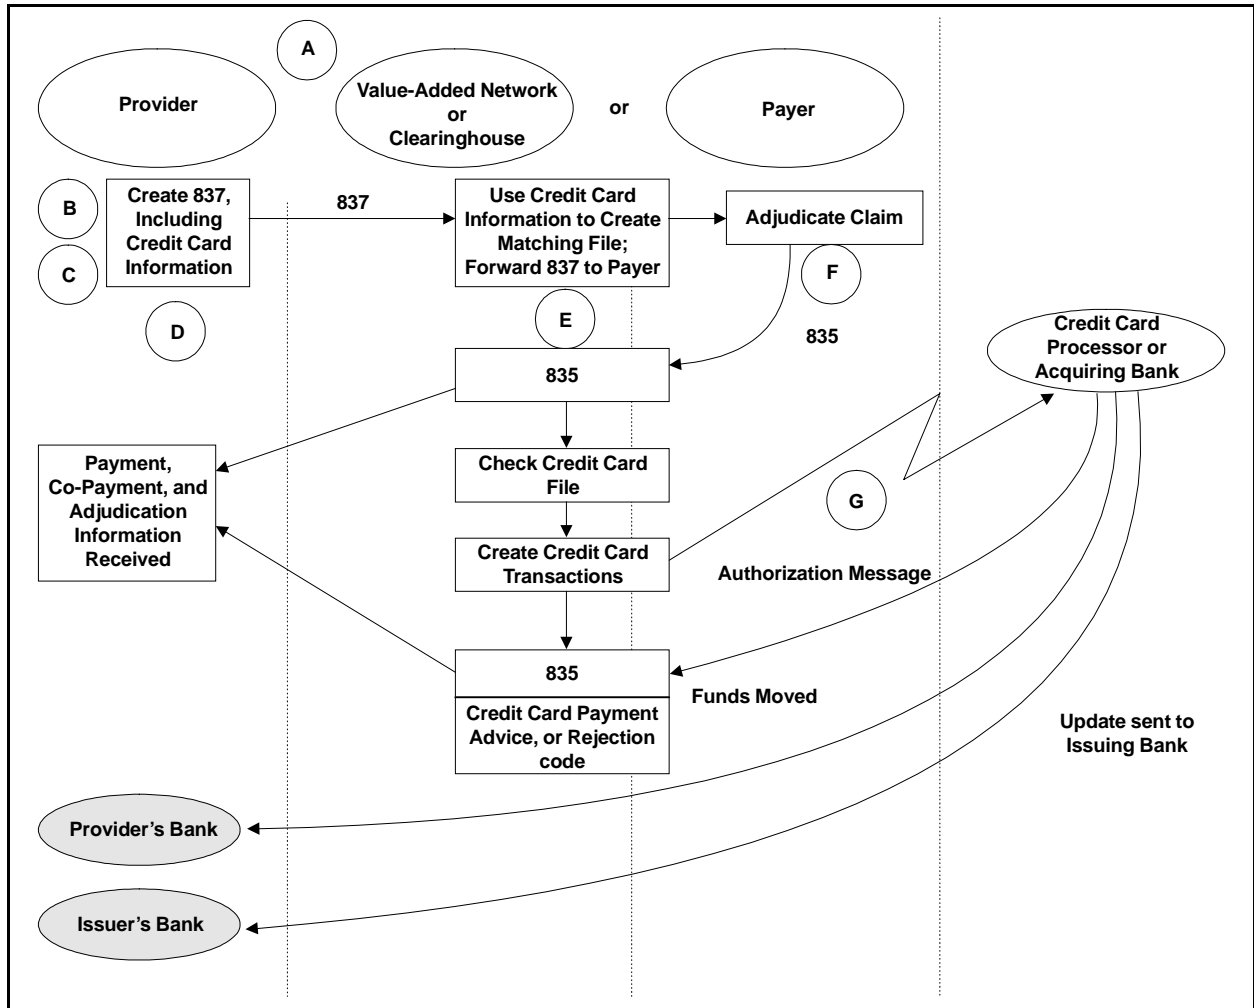 A
Provider
Value-Added Network
or
Clearinghouse
or
Payer
B
C
D
Create 837,
Including
Credit Card
Information
837
Use Credit Card
Information to Create
Matching File;
Forward 837 to Payer
Adjudicate Claim
E
F
835
835
Credit Card
Processor or
Acquiring Bank
Payment,
Co-Payment, and
Adjudication
Information
Received
Check Credit Card
File
G
Create Credit Card
Transactions
Authorization Message
835
Funds Moved
Credit Card Payment
Advice, or Rejection
code
Update sent to
Issuing Bank
Provider’s Bank
Issuer’s Bank